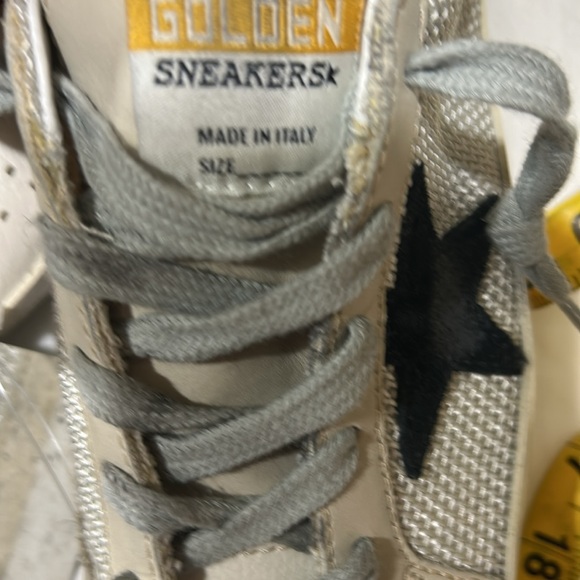 GOLDEN
SNEAKERS
MADE IN ITALY
SIZE
18